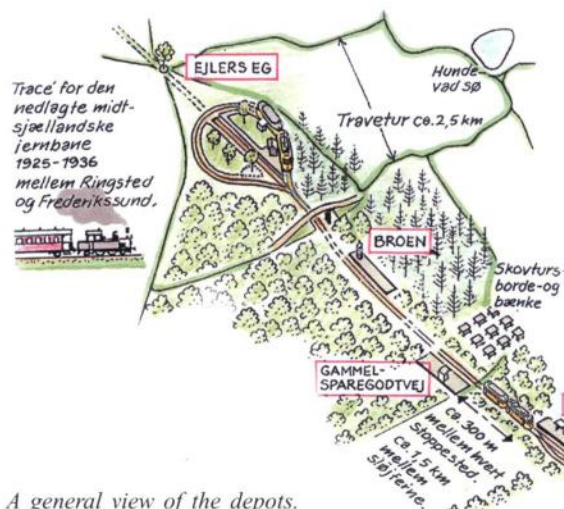 EJLERS EG
Trace' for den
nedlagte midt-
sjællandske
jernbane
1925-1936
mellem Ringsted
og Frederikssund.
Hunde-
vad sø
Travetur ca. 2,5 km
BROEN
Skovturs-
borde-og
bænke
GAMMEL-
SPAREGODTVEJ
ca. 300 m
mellem hvert
stoppested.
ca. 1,5 km
mellem
sløjferne.
A general view of the depots.